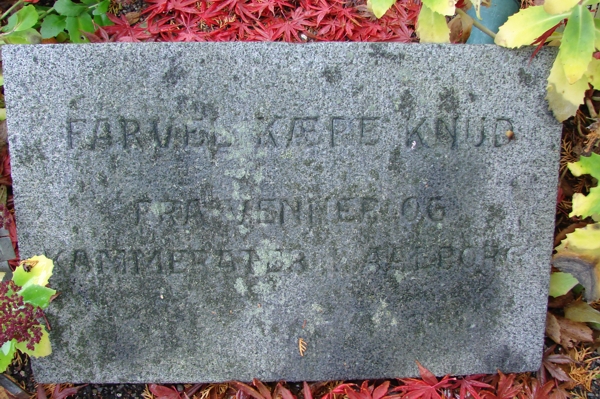 FARVEL KÆRE KNUD
FRA VENNER OG
KAMMERATER I AALBORG